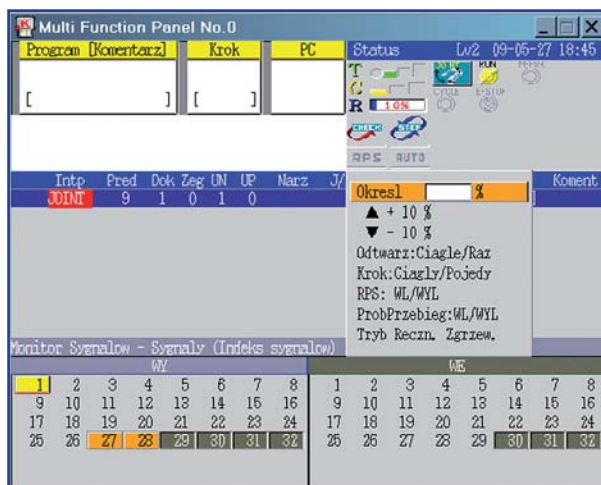 Multi Function Panel No.0
Program [Komentarz] Krok PC
Status Lv2 09-05-27 18:45
[ ] [ ]
T
C CYCLE E-STOP
RUN
R 10%
CHECK STEP
RPS AUTO
Intp Pred Dok Zeg UN UP Narz J/ Koment
JOINT 9 1 0 1 0 ]
Okresl %
▲ + 10 %
▼ - 10 %
Odtwarz:Ciagle/Raz
Krok:Ciagly/Pojedy
RPS: WL/WYL
ProbPrzebieg:WL/WYL
Tryb Reczn. Zgrzew.
Monitor Sygnalow - Sygnaly (Indeks sygnalow)
WY
1 2 3 4 5 6 7 8
9 10 11 12 13 14 15 16
17 18 19 20 21 22 23 24
25 26 27 28 29 30 31 32
WE
1 2 3 4 5 6 7 8
9 10 11 12 13 14 15 16
17 18 19 20 21 22 23 24
25 26 27 28 29 30 31 32